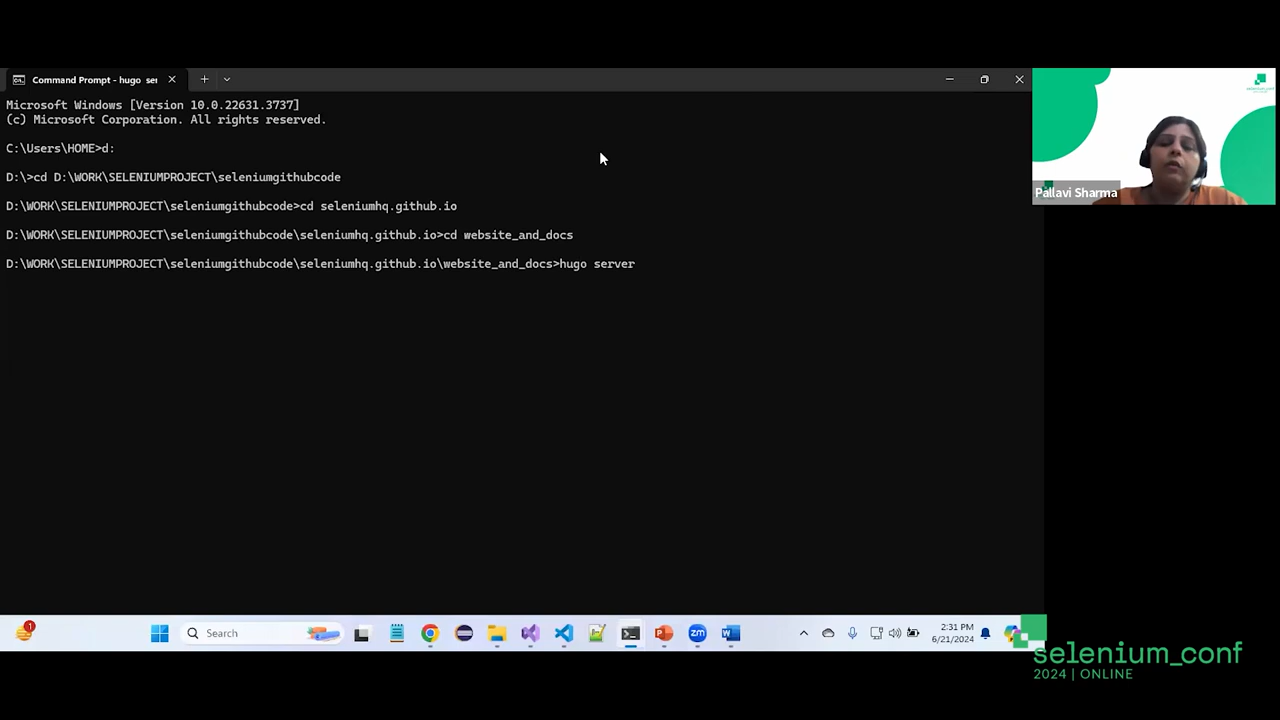 Command Prompt - hugo ser
Microsoft Windows [Version 10.0.22631.3737]
(c) Microsoft Corporation. All rights reserved.
C:\Users\HOME>d:
D:\>cd D:\WORK\SELENIUMPROJECT\seleniumgithubcode
D:\WORK\SELENIUMPROJECT\seleniumgithubcode>cd seleniumhq.github.io
D:\WORK\SELENIUMPROJECT\seleniumgithubcode\seleniumhq.github.io>cd website_and_docs
D:\WORK\SELENIUMPROJECT\seleniumgithubcode\seleniumhq.github.io\website_and_docs>hugo server
selenium_conf
Pallavi Sharma
1
Search
zm
2:31 PM
6/21/2024
selenium_conf
2024 | ONLINE